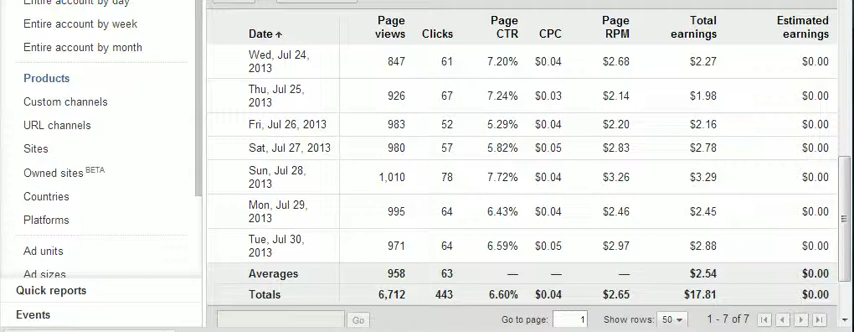 Entire account by day
Entire account by week
Entire account by month
Products
Custom channels
URL channels
Sites
Owned sites BETA
Countries
Platforms
Ad units
Ad sizes
Quick reports
Events
Date Page views Clicks Page CTR CPC Page RPM Total earnings Estimated earnings
Wed, Jul 24, 2013 847 61 7.20% $0.04 $2.68 $2.27 $0.00
Thu, Jul 25, 2013 926 67 7.24% $0.03 $2.14 $1.98 $0.00
Fri, Jul 26, 2013 983 52 5.29% $0.04 $2.20 $2.16 $0.00
Sat, Jul 27, 2013 980 57 5.82% $0.05 $2.83 $2.78 $0.00
Sun, Jul 28, 2013 1,010 78 7.72% $0.04 $3.26 $3.29 $0.00
Mon, Jul 29, 2013 995 64 6.43% $0.04 $2.46 $2.45 $0.00
Tue, Jul 30, 2013 971 64 6.59% $0.05 $2.97 $2.88 $0.00
Averages 958 63 — — — $2.54 $0.00
Totals 6,712 443 6.60% $0.04 $2.65 $17.81 $0.00
Go Go to page: 1 Show rows: 50 1 - 7 of 7